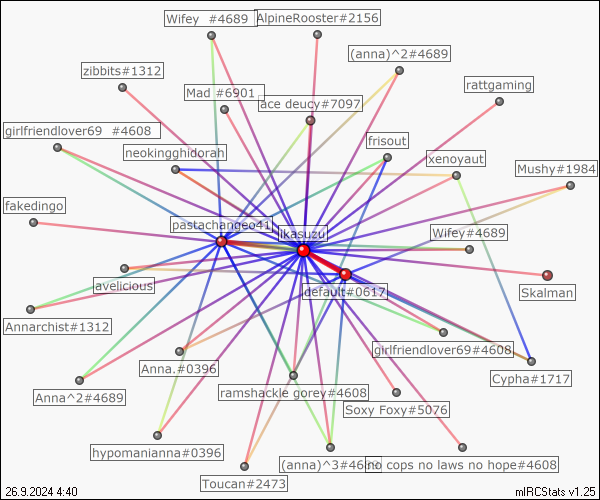 Wifey  #4689
AlpineRooster#2156
(anna)^2#4689
zibbits#1312
rattgaming
Mad #6901
ace deucy#7097
girlfriendlover69  #4608
frisout
neokingghidorah
xenoyaut
Mushy#1984
fakedingo
pastachangeo41
ikasuzu
Wifey#4689
avelicious
Skalman
default#0617
Annarchist#1312
girlfriendlover69#4608
Anna.#0396
Cypha#1717
Anna^2#4689
ramshackle gorey#4608
Soxy Foxy#5076
hypomanianna#0396
(anna)^3#46
no cops no laws no hope#4608
Toucan#2473
26.9.2024 4:40
mIRCStats v1.25